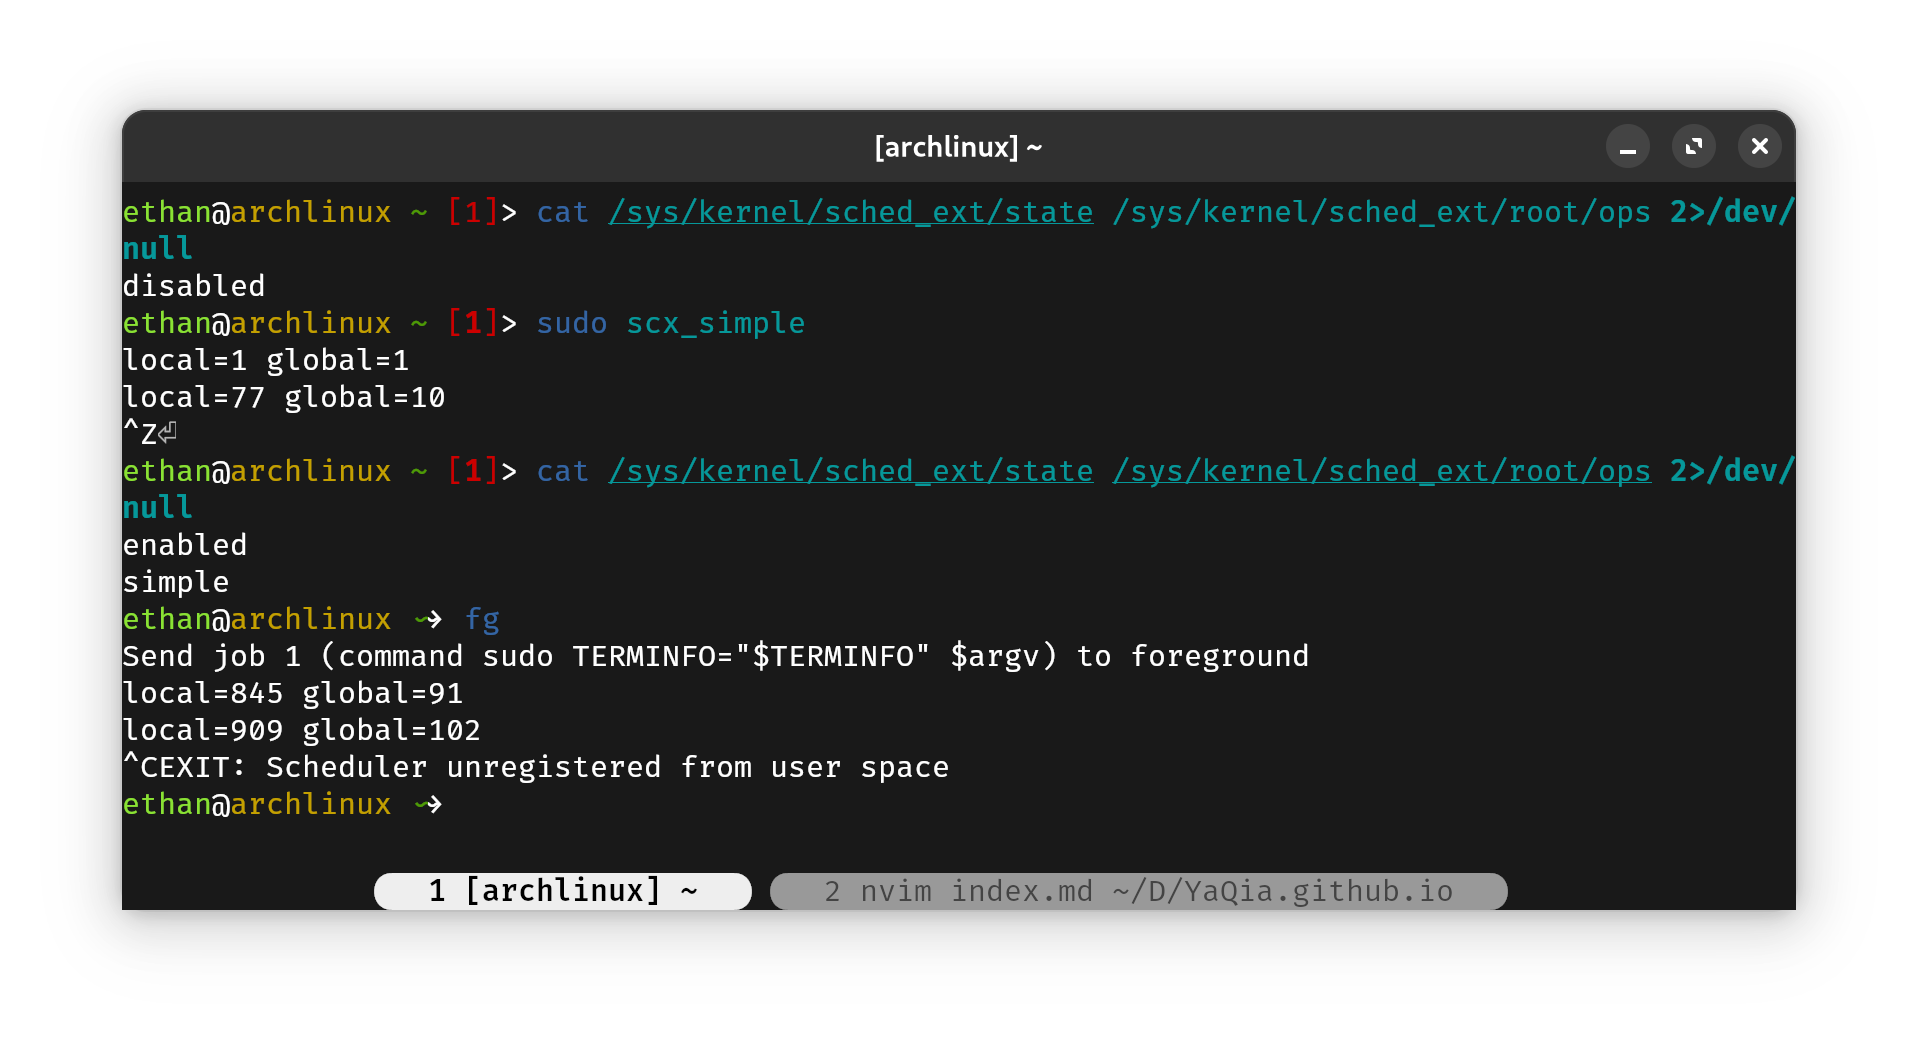 [archlinux] ~
ethan@archlinux ~ [1]> cat /sys/kernel/sched_ext/state /sys/kernel/sched_ext/root/ops 2>/dev/
null
disabled
ethan@archlinux ~ [1]> sudo scx_simple
local=1 global=1
local=77 global=10
^Z⏎
ethan@archlinux ~ [1]> cat /sys/kernel/sched_ext/state /sys/kernel/sched_ext/root/ops 2>/dev/
null
enabled
simple
ethan@archlinux ~> fg
Send job 1 (command sudo TERMINFO="$TERMINFO" $argv) to foreground
local=845 global=91
local=909 global=102
^CEXIT: Scheduler unregistered from user space
ethan@archlinux ~>
1 [archlinux] ~ 2 nvim index.md ~/D/YaQia.github.io